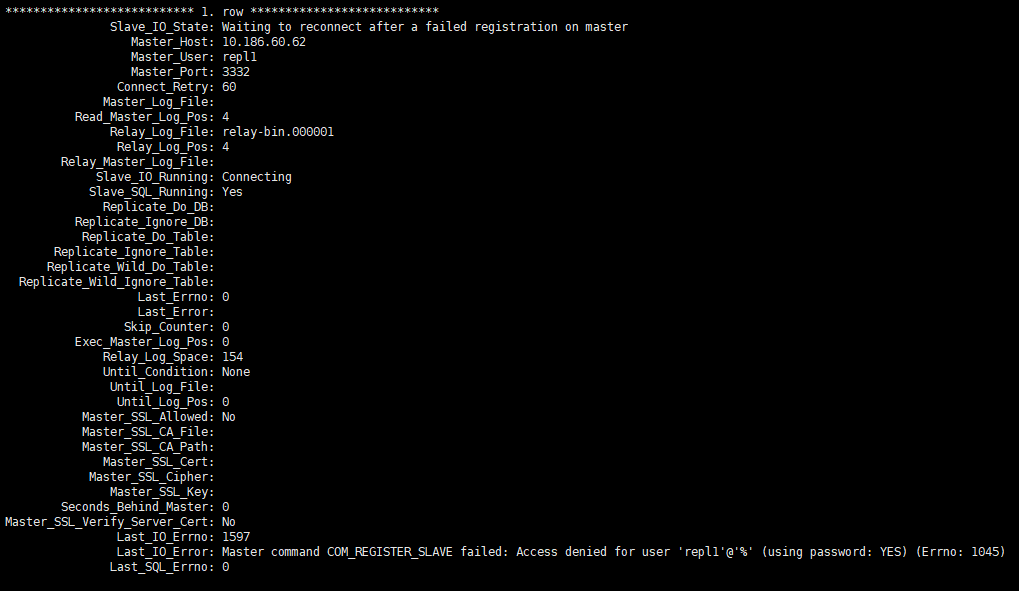 *************************** 1. row ***************************
Slave_IO_State: Waiting to reconnect after a failed registration on master
Master_Host: 10.186.60.62
Master_User: repl1
Master_Port: 3332
Connect_Retry: 60
Master_Log_File:
Read_Master_Log_Pos: 4
Relay_Log_File: relay-bin.000001
Relay_Log_Pos: 4
Relay_Master_Log_File:
Slave_IO_Running: Connecting
Slave_SQL_Running: Yes
Replicate_Do_DB:
Replicate_Ignore_DB:
Replicate_Do_Table:
Replicate_Ignore_Table:
Replicate_Wild_Do_Table:
Replicate_Wild_Ignore_Table:
Last_Errno: 0
Last_Error:
Skip_Counter: 0
Exec_Master_Log_Pos: 0
Relay_Log_Space: 154
Until_Condition: None
Until_Log_File:
Until_Log_Pos: 0
Master_SSL_Allowed: No
Master_SSL_CA_File:
Master_SSL_CA_Path:
Master_SSL_Cert:
Master_SSL_Cipher:
Master_SSL_Key:
Seconds_Behind_Master: 0
Master_SSL_Verify_Server_Cert: No
Last_IO_Errno: 1597
Last_IO_Error: Master command COM_REGISTER_SLAVE failed: Access denied for user 'repl1'@'%' (using password: YES) (Errno: 1045)
Last_SQL_Errno: 0